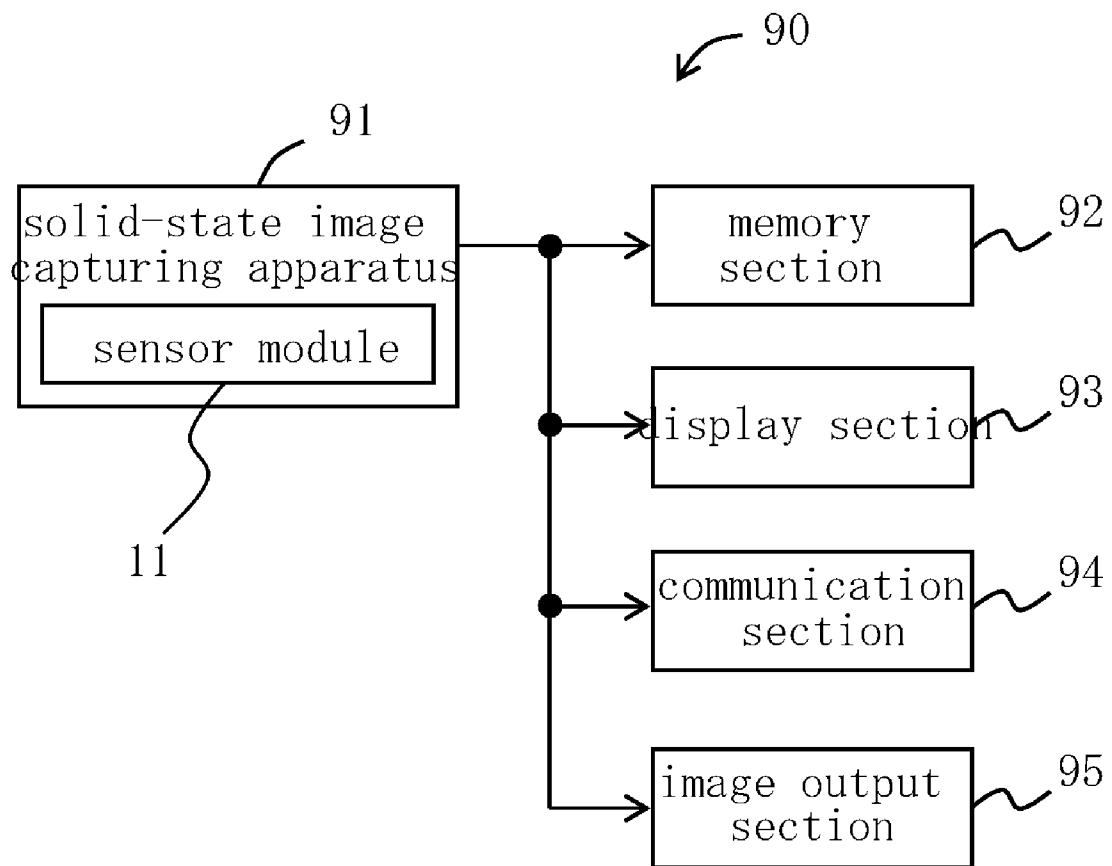 90
91
solid-state image
capturing apparatus
sensor module
11
memory
section
92
display section
93
communication
section
94
image output
section
95